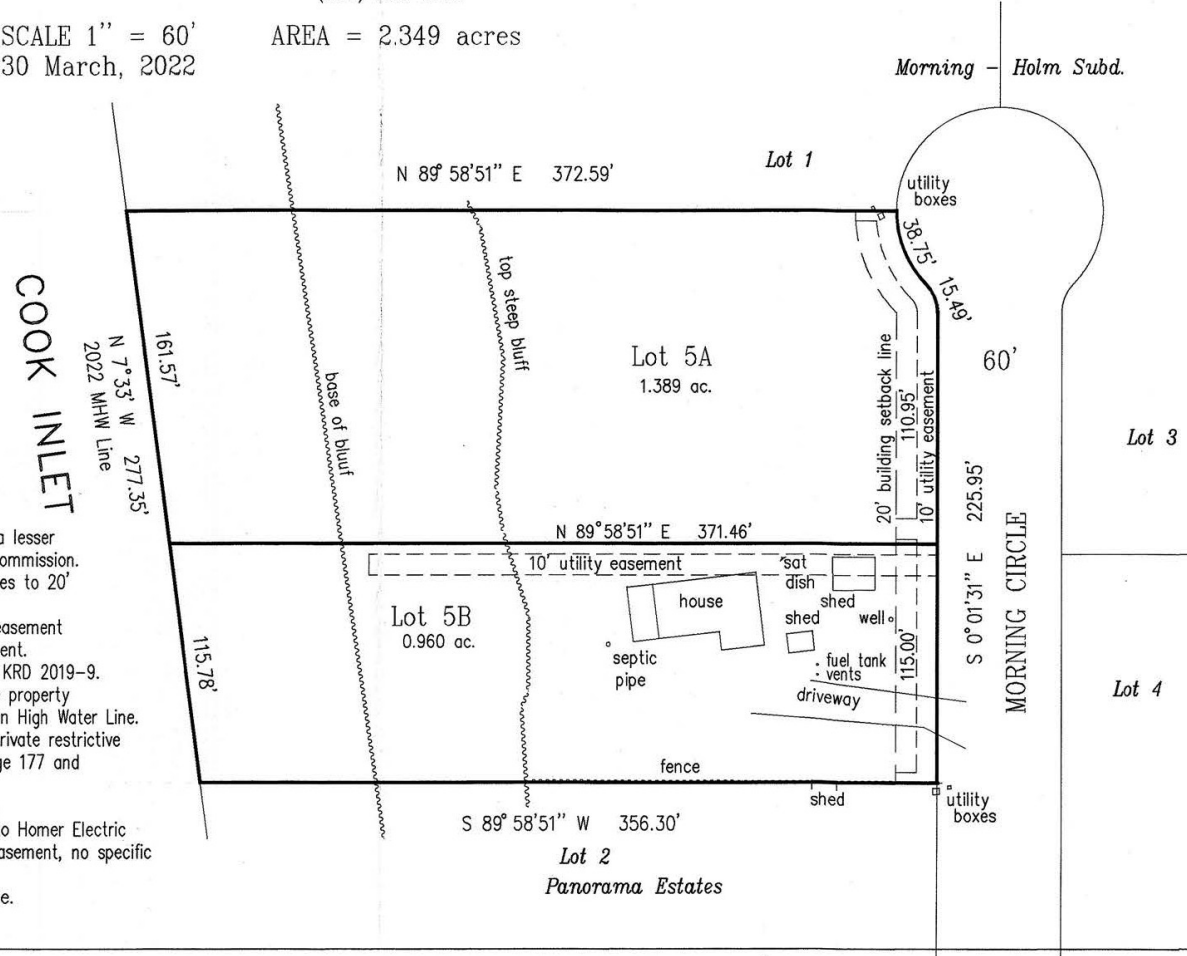 SCALE 1" = 60'
AREA = 2.349 acres
30 March, 2022
Morning - Holm Subd.
Lot 1
N 89° 58'51" E 372.59'
utility
boxes
38.75'
15.49'
COOK INLET
161.57'
N 7°33' W 277.35'
2022 MHW Line
base of bluuf
top steep bluff
Lot 5A
1.389 ac.
20' building setback line
110.95'
10' utility easement
60'
Lot 3
225.95'
S 0°01'31" E
MORNING CIRCLE
N 89°58'51" E 371.46'
10' utility easement
sat
dish
shed
house
Lot 5B
0.960 ac.
shed
well
septic
pipe
fuel tank
vents
115.00'
driveway
Lot 4
115.78'
fence
shed
utility
boxes
S 89° 58'51" W 356.30'
Lot 2
Panorama Estates
a lesser
ommission.
es to 20'
easement
ent.
KRD 2019-9.
property
n High Water Line.
rivate restrictive
ge 177 and
o Homer Electric
asement, no specific
e.